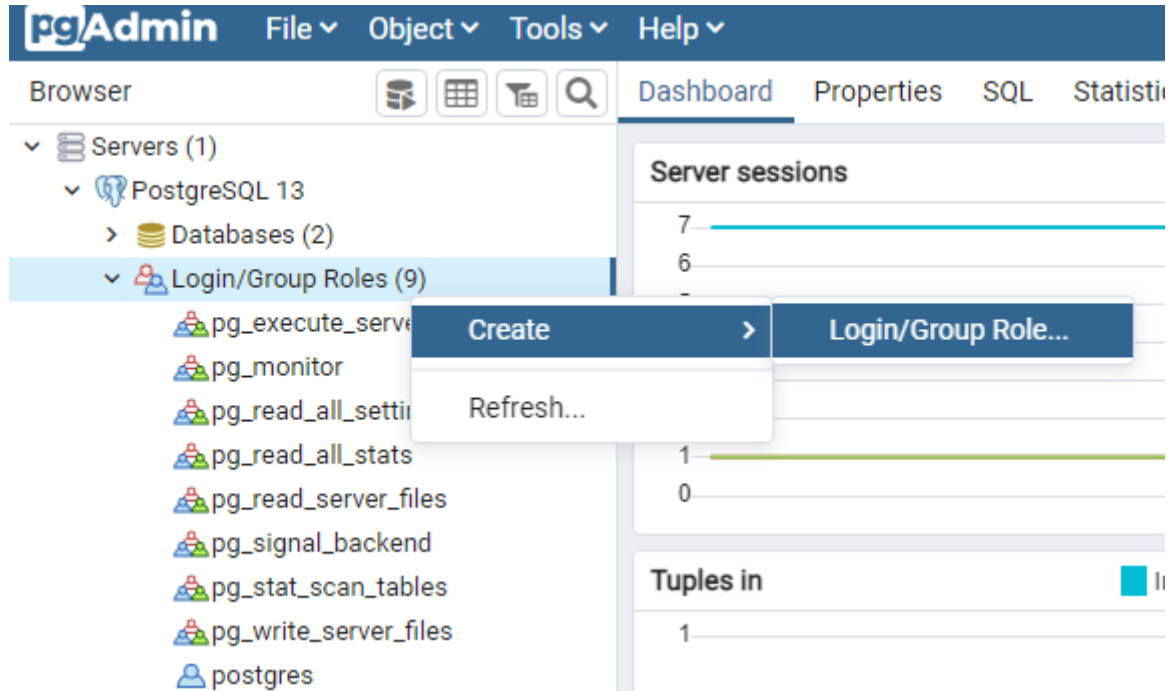 pgAdmin File Object Tools Help
Browser
Dashboard Properties SQL
Servers (1)
PostgreSQL 13
Databases (2)
Login/Group Roles (9)
pg_monitor
pg_read_all_stats
pg_read_server_files
pg_signal_backend
pg_stat_scan_tables
pg_write_server_files
postgres
Create
Refresh...
Login/Group Role...
Server sessions
7
6
1
0
Tuples in
1